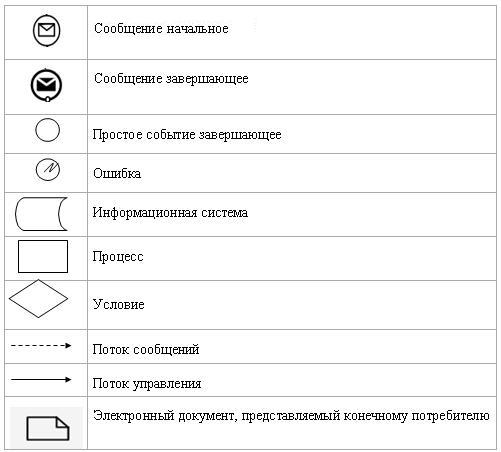 Сообщение начальное
Сообщение завершающее
Простое событие завершающее
Ошибка
Информационная система
Процесс
Условие
Поток сообщений
Поток управления
Электронный документ, представляемый конечному потребителю